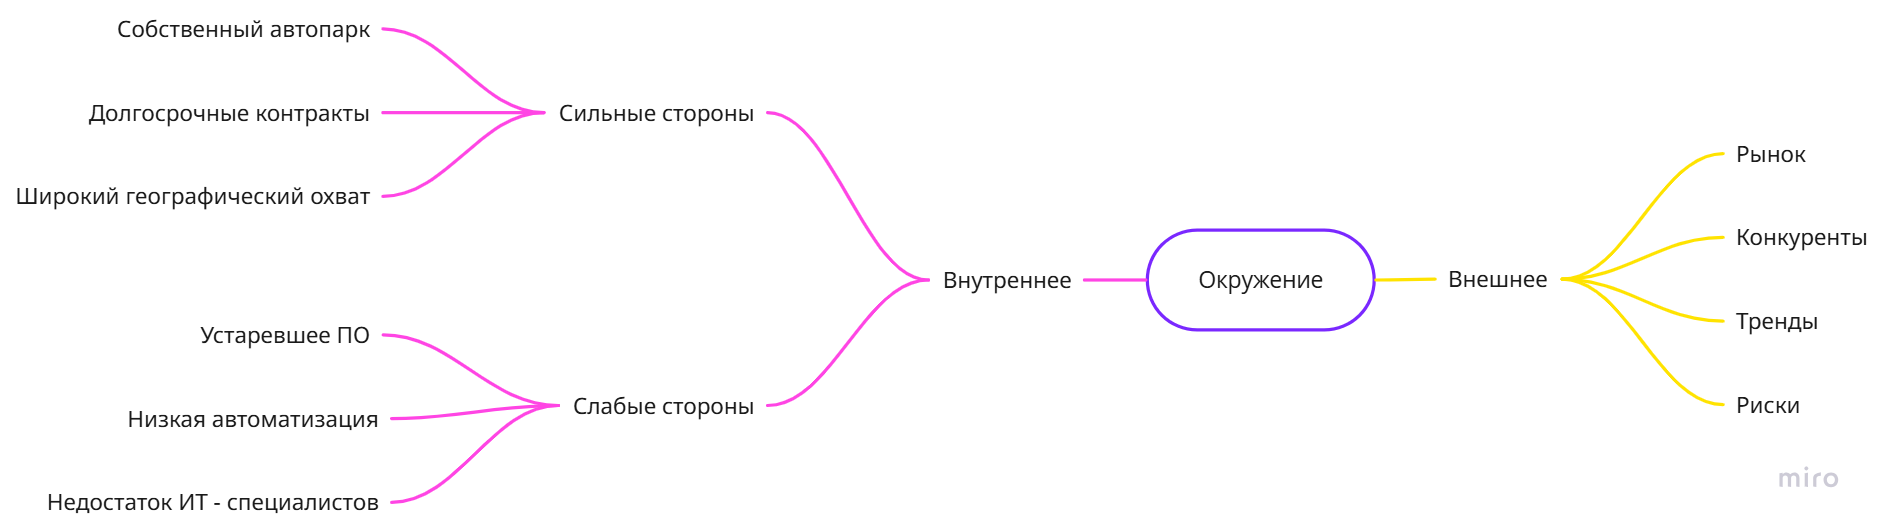 Собственный автопарк
Долгосрочные контракты
Широкий географический охват
Сильные стороны
Устаревшее ПО
Низкая автоматизация
Недостаток ИТ - специалистов
Слабые стороны
Внутреннее
Окружение
Внешнее
Рынок
Конкуренты
Тренды
Риски
miro